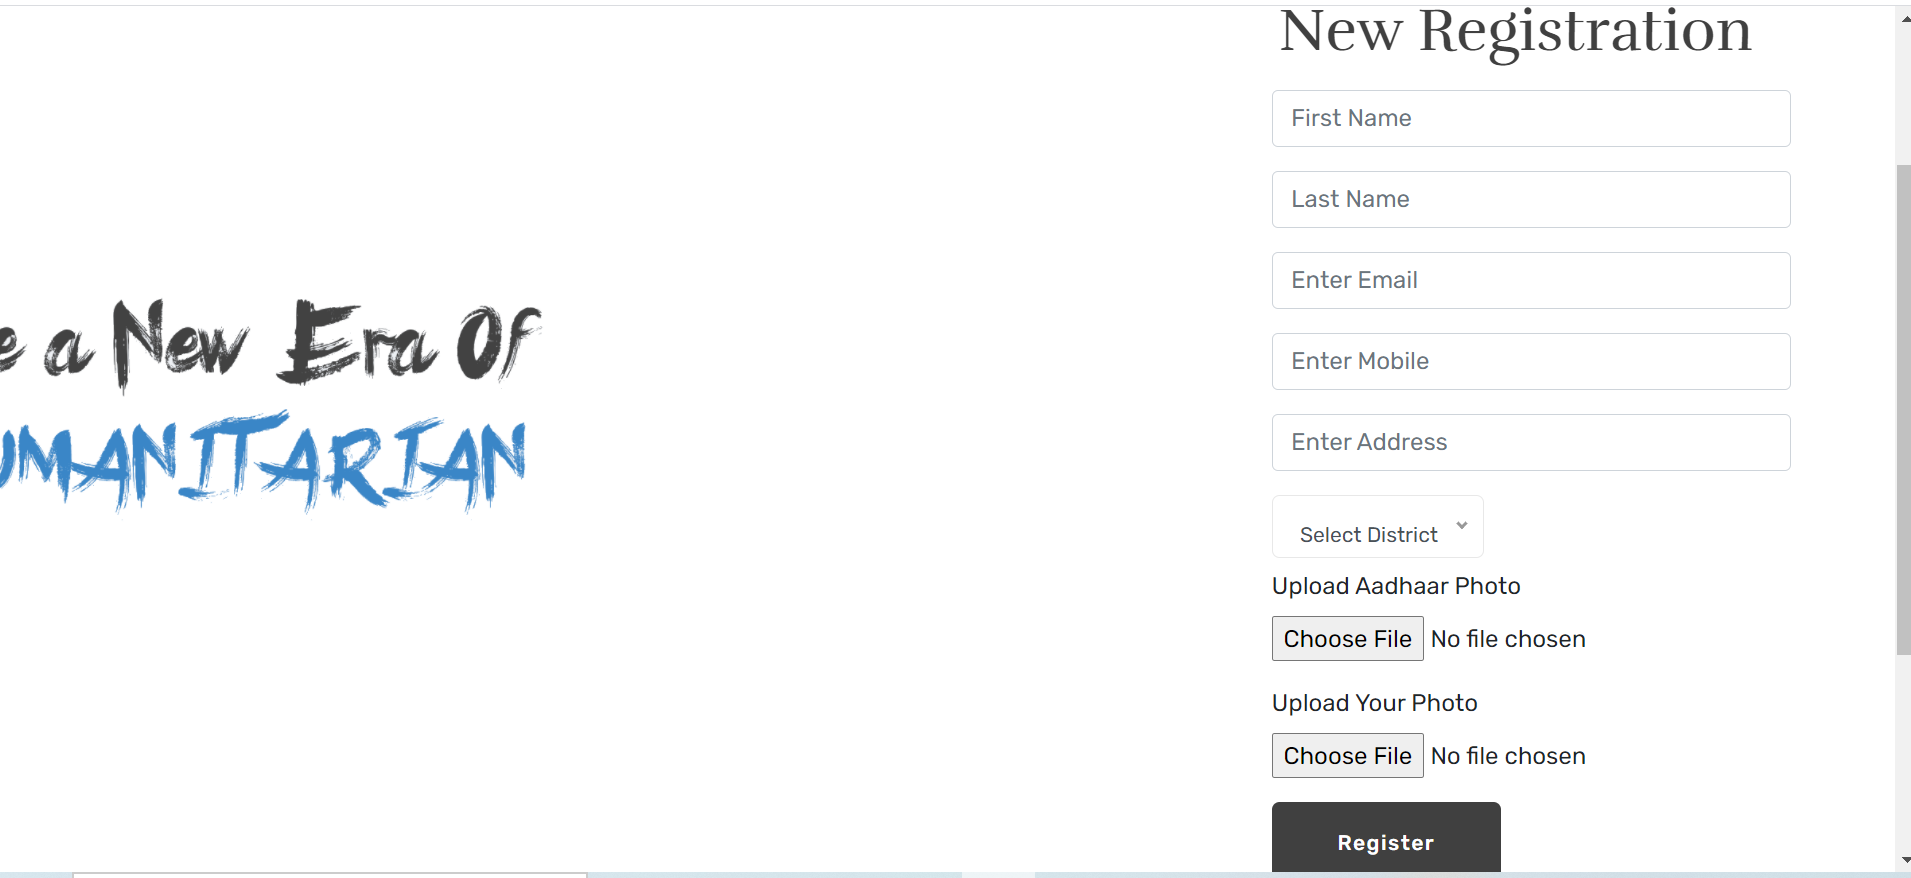 New Registration
First Name
Last Name
Enter Email
Enter Mobile
Enter Address
Select District
Upload Aadhaar Photo
Choose File No file chosen
Upload Your Photo
Choose File No file chosen
Register
e a New Era Of
UMANITARIAN